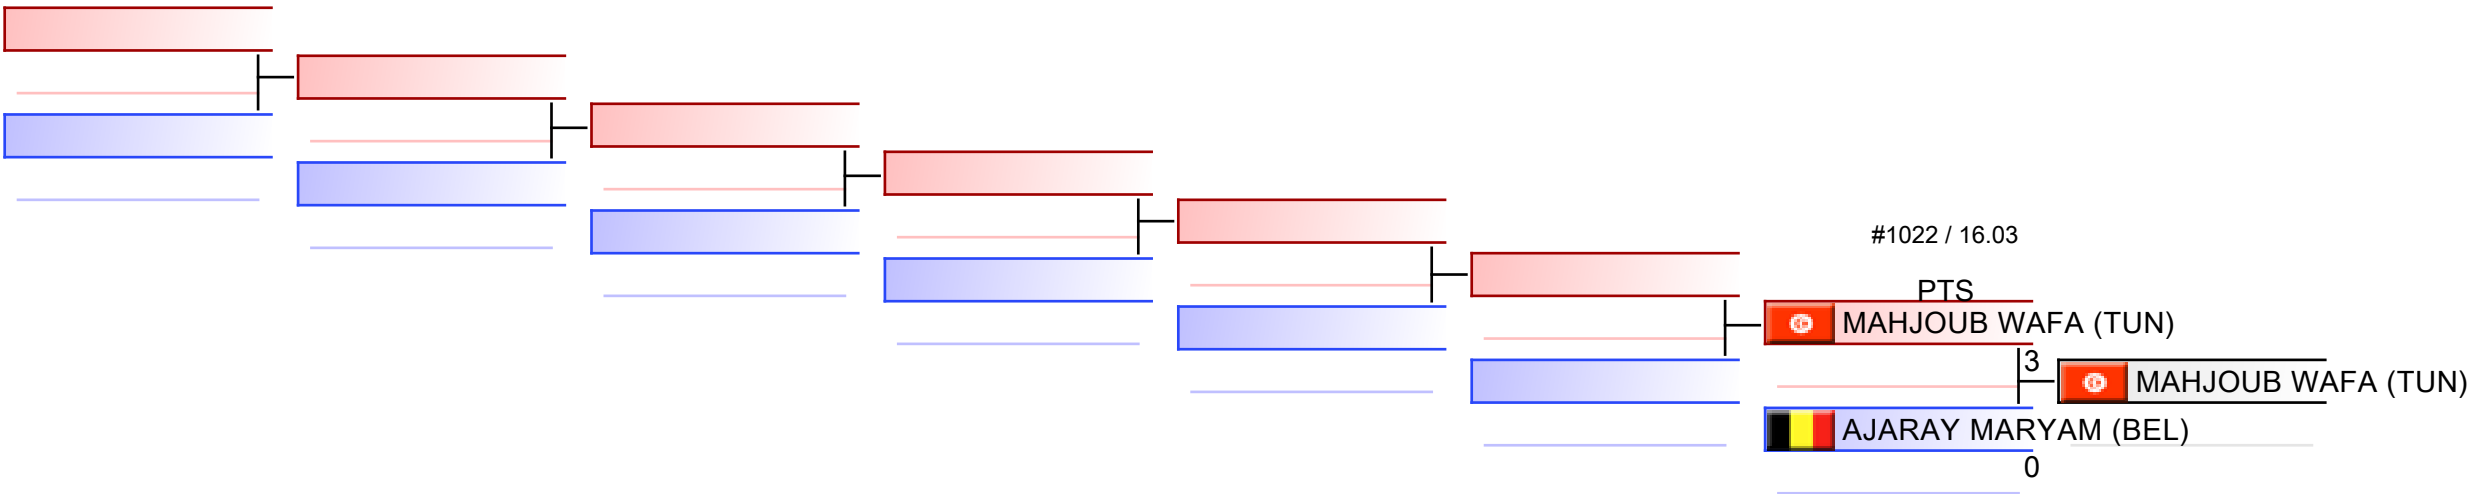 #1022 / 16.03
PTS
MAHJOUB WAFA (TUN)
3
MAHJOUB WAFA (TUN)
AJARAY MARYAM (BEL)
0